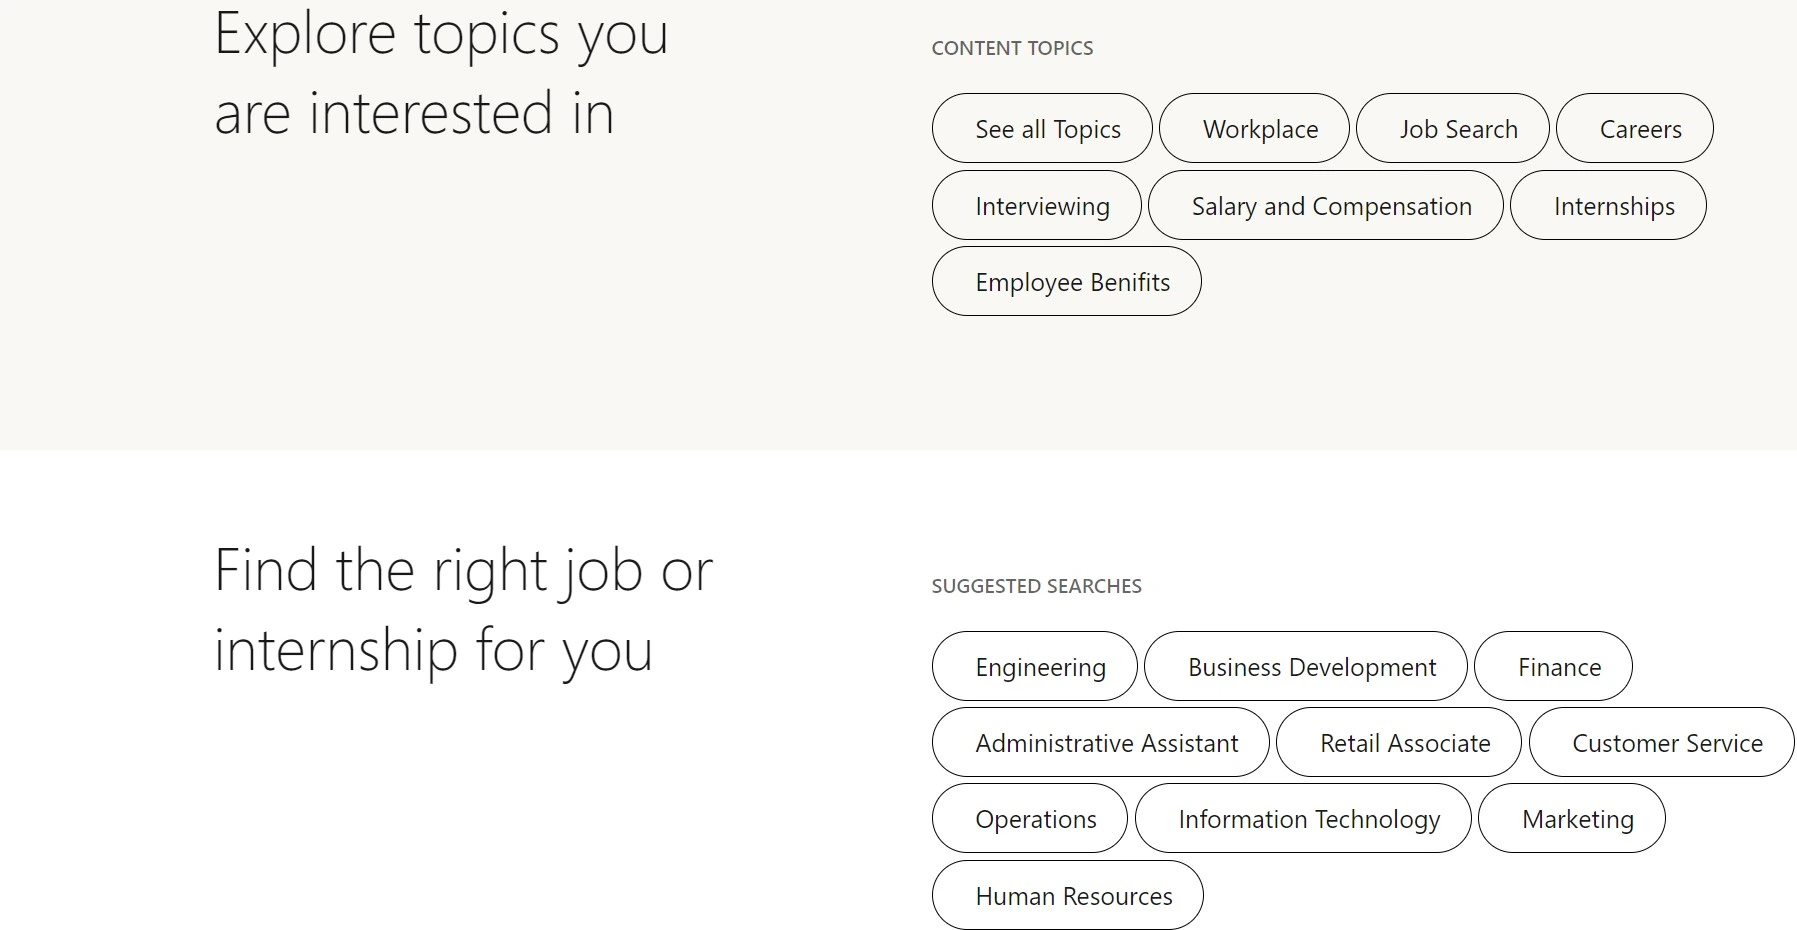 Explore topics you
are interested in
CONTENT TOPICS
See all Topics Workplace Job Search Careers
Interviewing Salary and Compensation Internships
Employee Benifits
Find the right job or
internship for you
SUGGESTED SEARCHES
Engineering Business Development Finance
Administrative Assistant Retail Associate Customer Service
Operations Information Technology Marketing
Human Resources